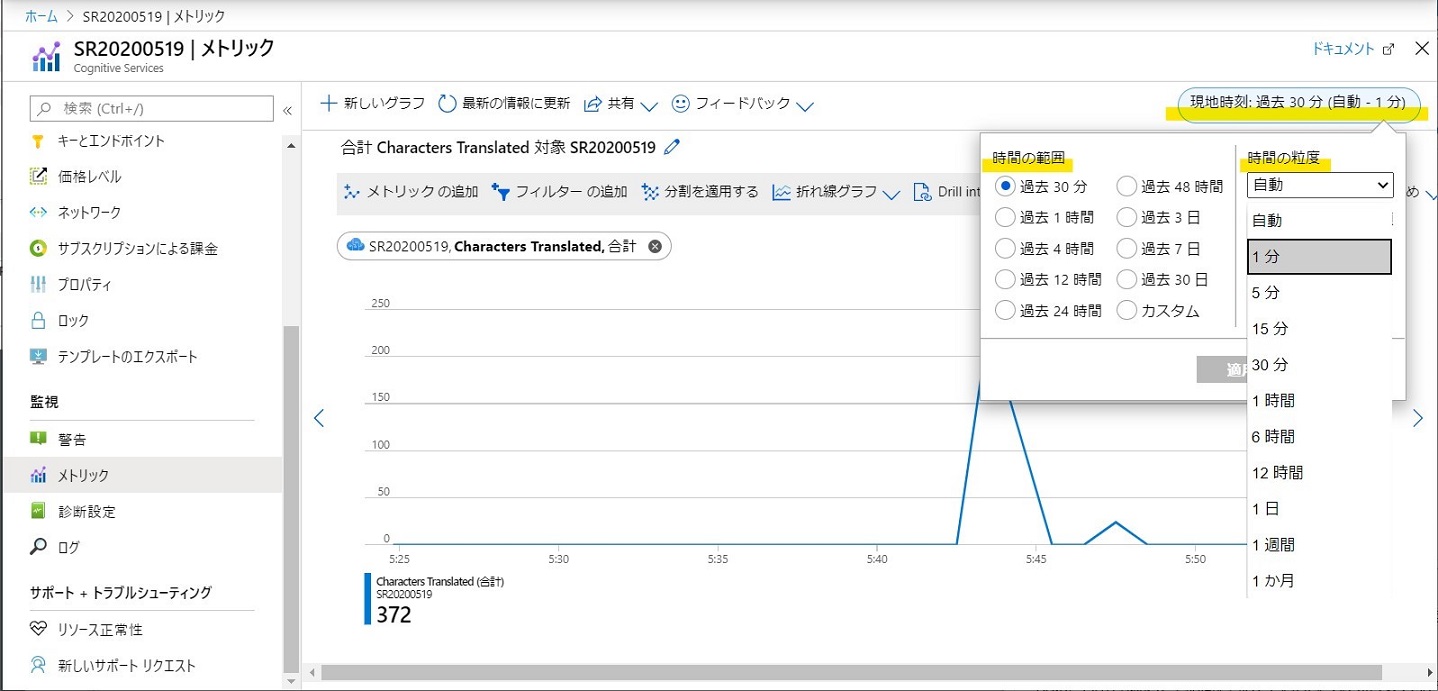 ホーム > SR20200519 | メトリック
SR20200519 | メトリック
Cognitive Services
ドキュメント
検索 (Ctrl+/)
キーとエンドポイント
価格レベル
ネットワーク
サブスクリプションによる課金
プロパティ
ロック
テンプレートのエクスポート
監視
警告
メトリック
診断設定
ログ
サポート + トラブルシューティング
リソース正常性
新しいサポート リクエスト
新しいグラフ 最新の情報に更新 共有 フィードバック
現地時刻: 過去 30 分 (自動 - 1 分)
合計 Characters Translated 対象 SR20200519
メトリック の追加 フィルター の追加 分割を適用する 折れ線グラフ Drill int
め
SR20200519, Characters Translated, 合計
時間の範囲
過去 30 分 過去 48 時間
過去 1 時間 過去 3 日
過去 4 時間 過去 7 日
過去 12 時間 過去 30 日
過去 24 時間 カスタム
時間の粒度
自動
自動
1 分
5 分
15 分
30 分
1 時間
6 時間
12 時間
1 日
1 週間
1 か月
適
250
200
150
100
50
0
5:25 5:30 5:35 5:40 5:45 5:50
Characters Translated (合計)
SR20200519
372